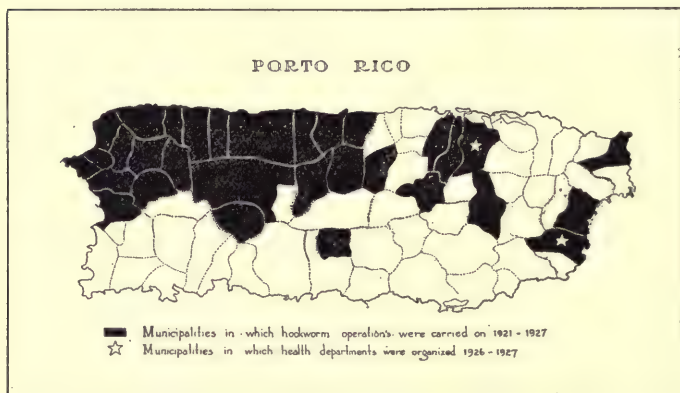 PORTO RICO
Municipalities in which hookworm operations were carried on 1921 - 1927
Municipalities in which health departments were organized 1926 - 1927